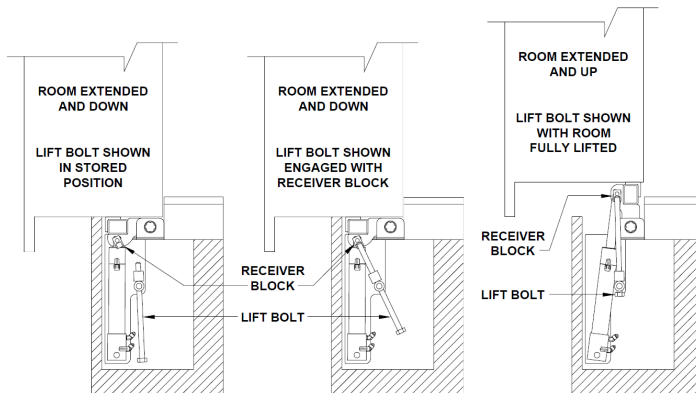 ROOM EXTENDED
AND DOWN
LIFT BOLT SHOWN
IN STORED
POSITION
ROOM EXTENDED
AND DOWN
LIFT BOLT SHOWN
ENGAGED WITH
RECEIVER BLOCK
ROOM EXTENDED
AND UP
LIFT BOLT SHOWN
WITH ROOM
FULLY LIFTED
RECEIVER
BLOCK
LIFT BOLT
RECEIVER
BLOCK
LIFT BOLT